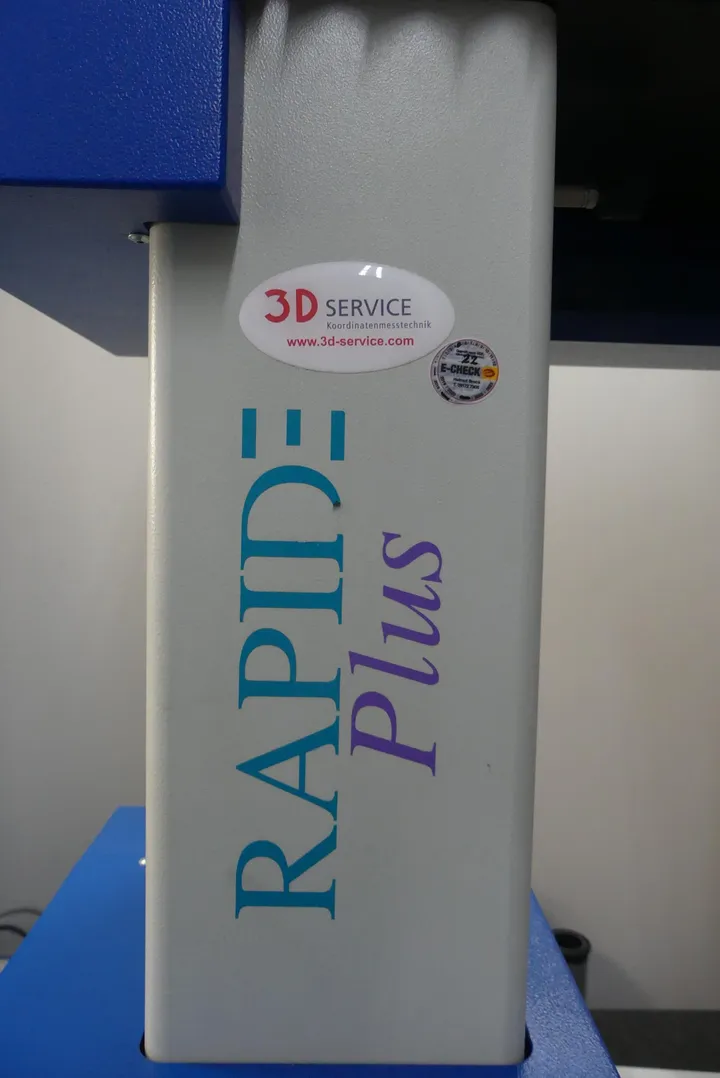 3D SERVICE
Koordinatenmesstechnik
www.3d-service.com
22
E-CHECK
RAPIDE
Plus